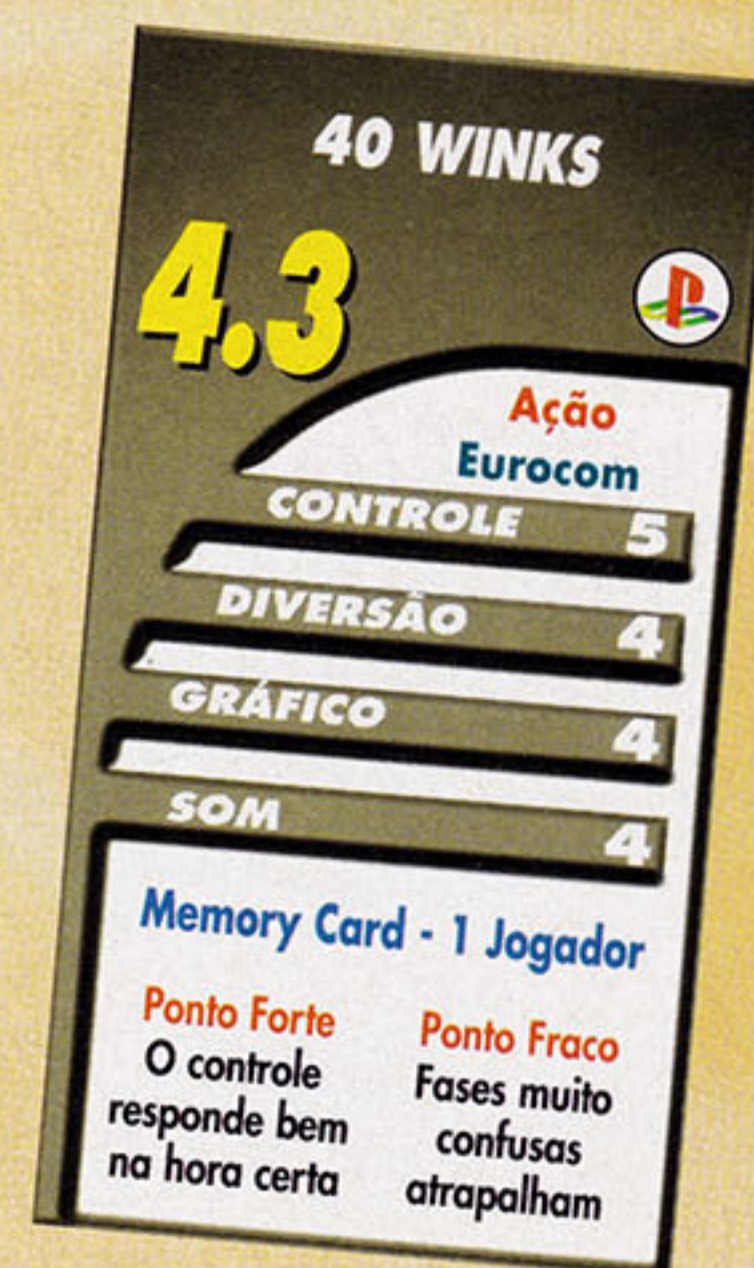 40 WINKS
4.3
Ação
Eurocom
CONTROLE 5
DIVERSÃO 4
GRÁFICO 4
SOM 4
Memory Card - 1 Jogador
Ponto Forte
O controle
responde bem
na hora certa
Ponto Fraco
Fases muito
confusas
atrapalham